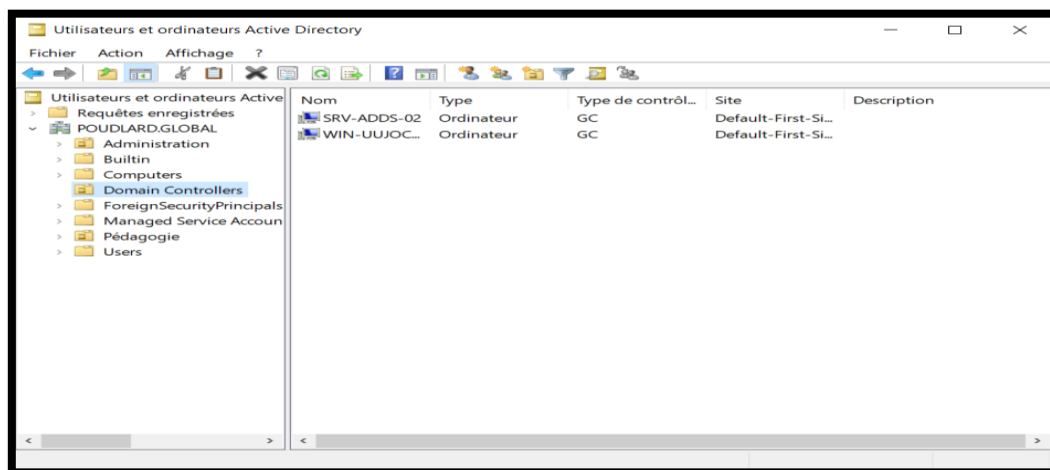 Utilisateurs et ordinateurs Active Directory
Fichier Action Affichage ?
Utilisateurs et ordinateurs Active
Requêtes enregistrées
POUDLARD.GLOBAL
Administration
Builtin
Computers
Domain Controllers
ForeignSecurityPrincipals
Managed Service Accoun
Pédagogie
Users
Nom Type Type de contrôl... Site Description
SRV-ADDS-02 Ordinateur GC Default-First-Si...
WIN-UUJOC... Ordinateur GC Default-First-Si...